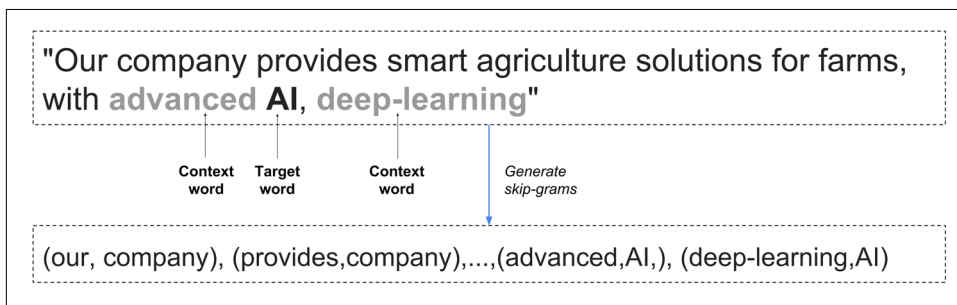 "Our company provides smart agriculture solutions for farms,
with advanced AI, deep-learning"
Context
word
Target
word
Context
word
Generate
skip-grams
(our, company), (provides,company),...,(advanced,AI,), (deep-learning,AI)